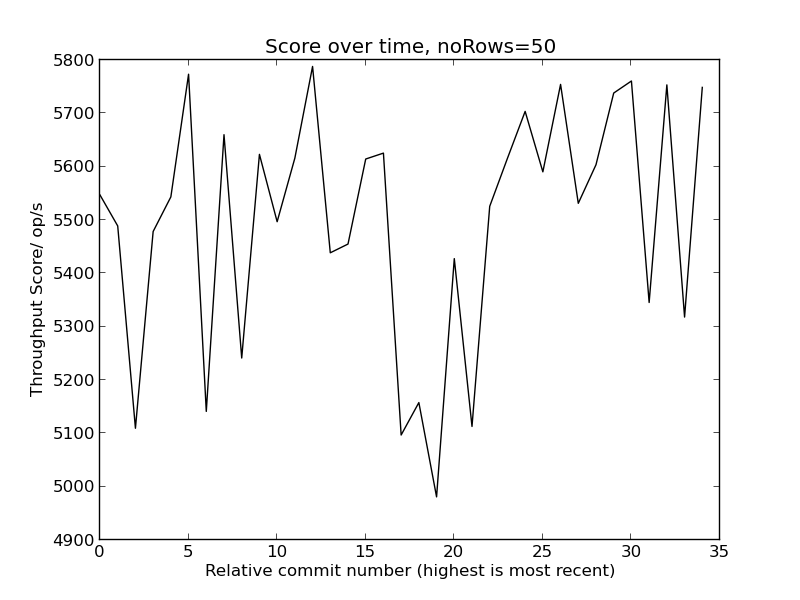 Score over time, noRows=50
5800
5700
5600
5500
5400
5300
5200
5100
5000
4900
Throughput Score/ op/s
0 5 10 15 20 25 30 35
Relative commit number (highest is most recent)